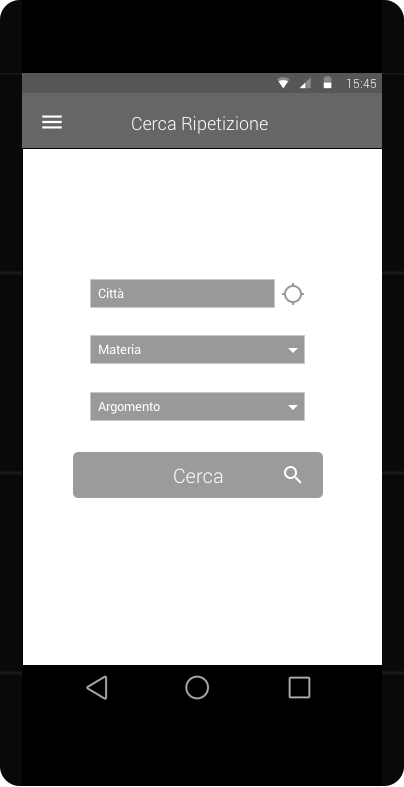 15:45
Cerca Ripetizione
Città
Materia
Argomento
Cerca